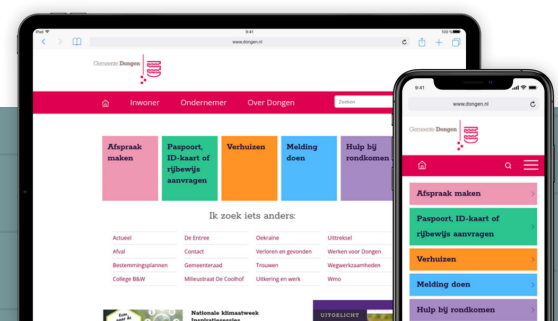 iPad
9:41
100 %
www.dongen.nl
Gemeente Dongen
Inwoner
Ondernemer
Over Dongen
Zoeken
Afspraak
maken
Paspoort,
ID-kaart of
rijbewijs
aanvragen
Verhuizen
Melding
doen
Hulp bij
rondkomen
Ik zoek iets anders:
Actueel
De Entree
Oekraïne
Uittreksel
Afval
Contact
Verloren en gevonden
Werken voor Dongen
Bestemmingsplannen
Gemeenteraad
Trouwen
Wegwerkzaamheden
College B&W
Milieustraat De Coolhof
Uitkering en werk
Wmo
Nationale klimaatweek
UITGELICHT
9:41
www.dongen.nl
Gemeente Dongen
Afspraak maken
Paspoort, ID-kaart of
rijbewijs aanvragen
Verhuizen
Melding doen
Hulp bij rondkomen